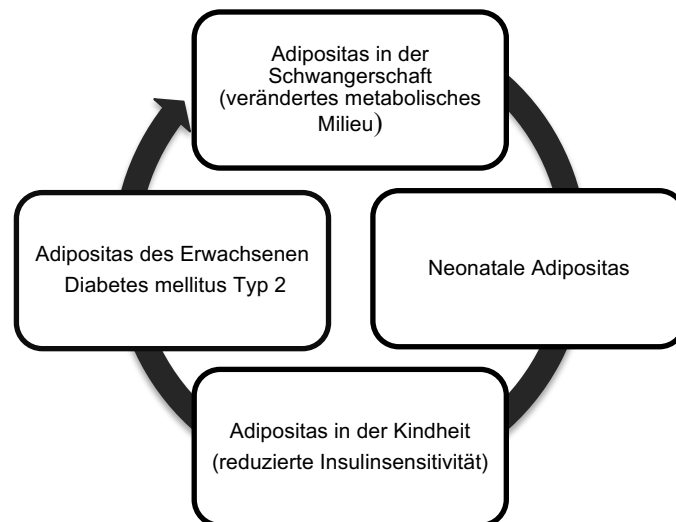 Adipositas in der
Schwangerschaft
(verändertes metabolisches
Milieu)
Neonatale Adipositas
Adipositas in der Kindheit
(reduzierte Insulinsensitivität)
Adipositas des Erwachsenen
Diabetes mellitus Typ 2